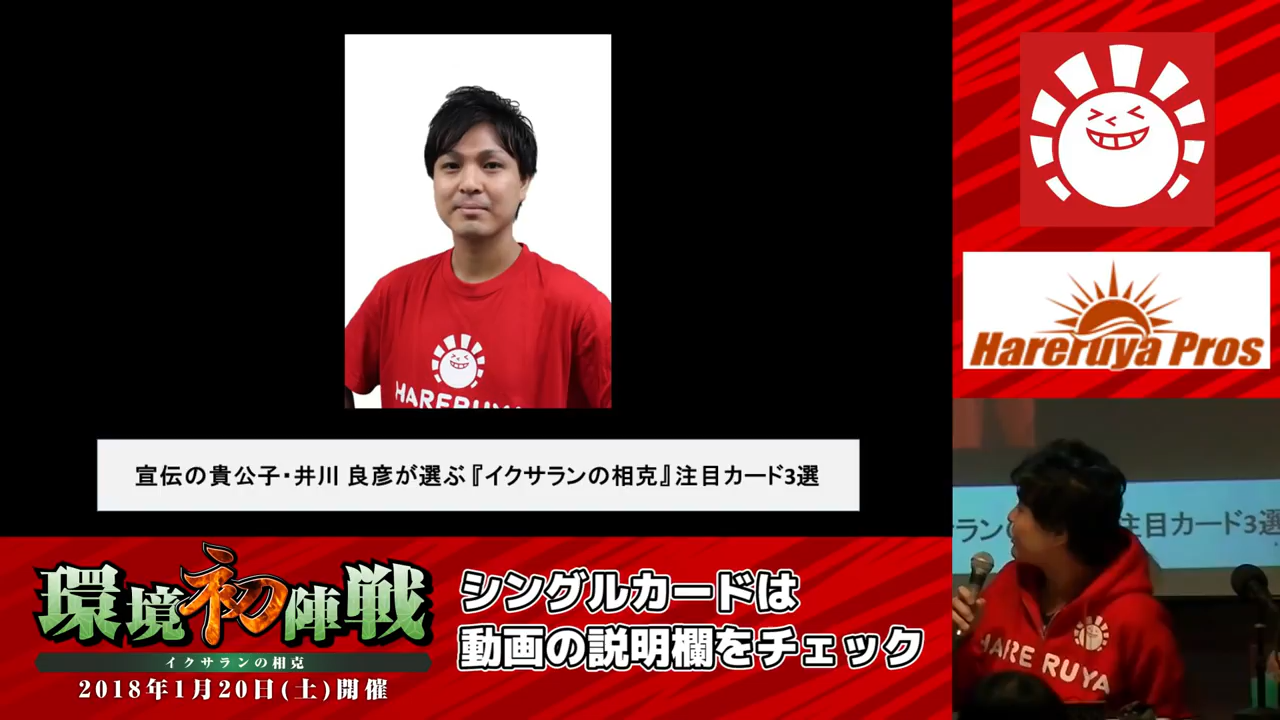 HARERUYA
宣伝の貴公子・井川 良彦が選ぶ『イクサランの相克』注目カード3選
Hareruya Pros
ラン
注目カード3選
HARE RUYA
環境初陣戦
イクサランの相克
2018年1月20日(土)開催
シングルカードは
動画の説明欄をチェック